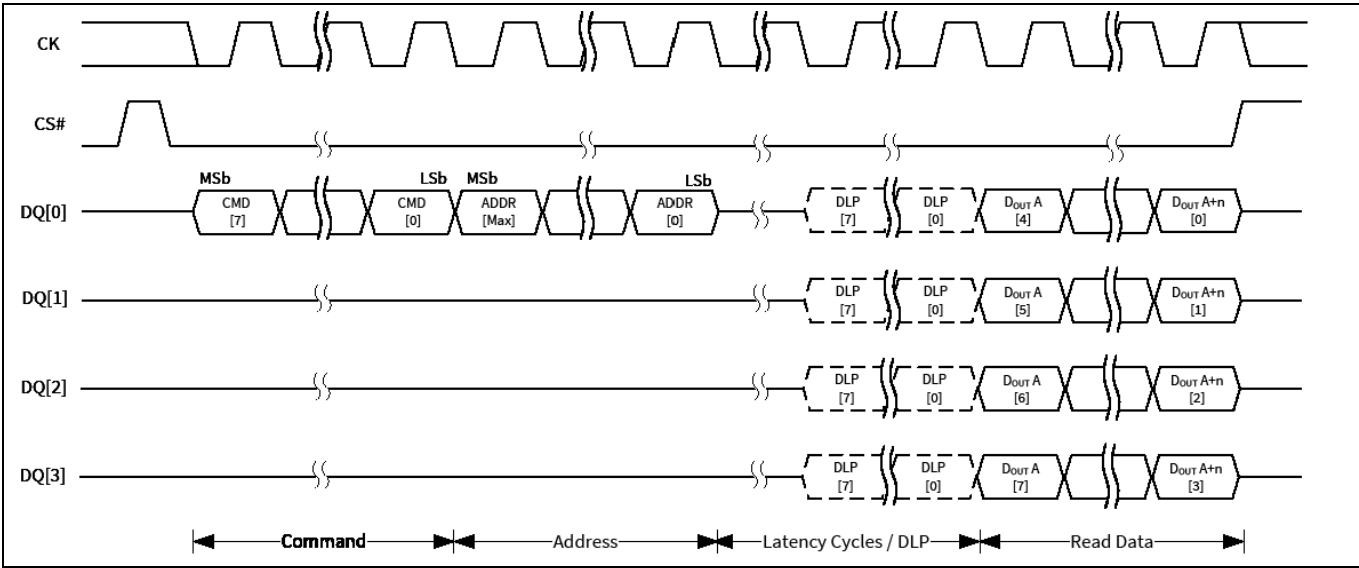 CK
CS#
MSb LSb MSb LSb
DQ[0] CMD [7] CMD [0] ADDR [Max] ADDR [0] DLP [7] DLP [0] DOUT A [4] DOUT A+n [0]
DQ[1] DLP [7] DLP [0] DOUT A [5] DOUT A+n [1]
DQ[2] DLP [7] DLP [0] DOUT A [6] DOUT A+n [2]
DQ[3] DLP [7] DLP [0] DOUT A [7] DOUT A+n [3]
Command Address Latency Cycles / DLP Read Data